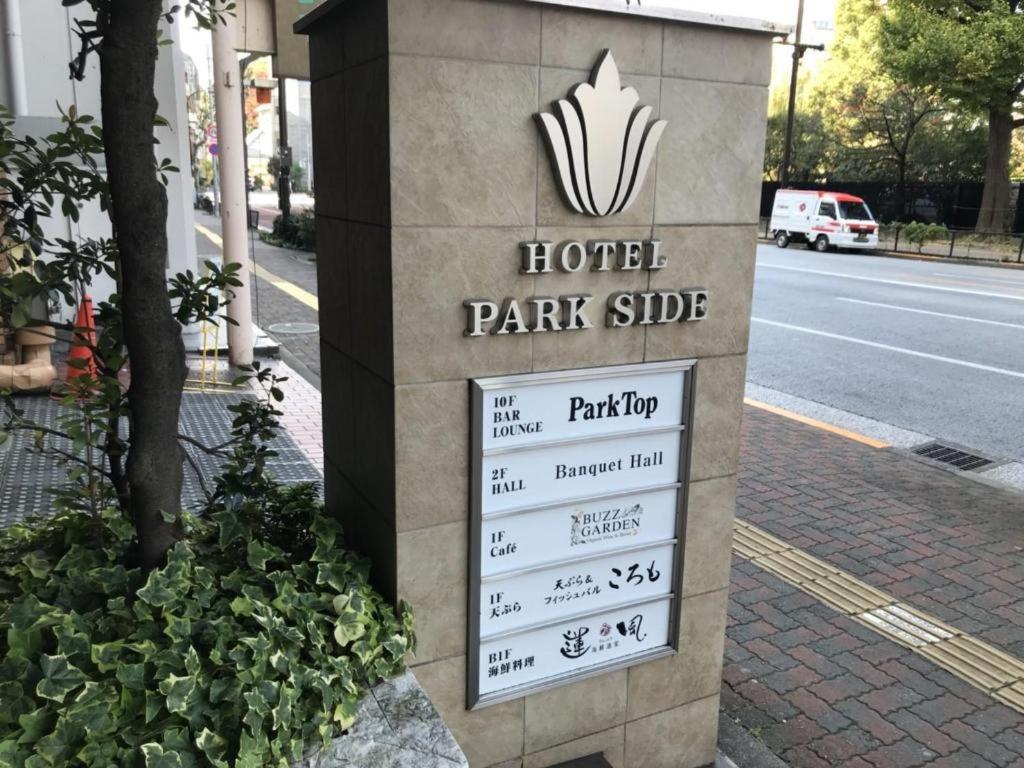 HOTEL
PARK SIDE
10F
BAR
LOUNGE
ParkTop
2F
HALL
Banquet Hall
1F
Café
BUZZ
GARDEN
1F
天ぷら
天ぷら&
フィッシュバル
ころも
B1F
海鮮料理
蓮風